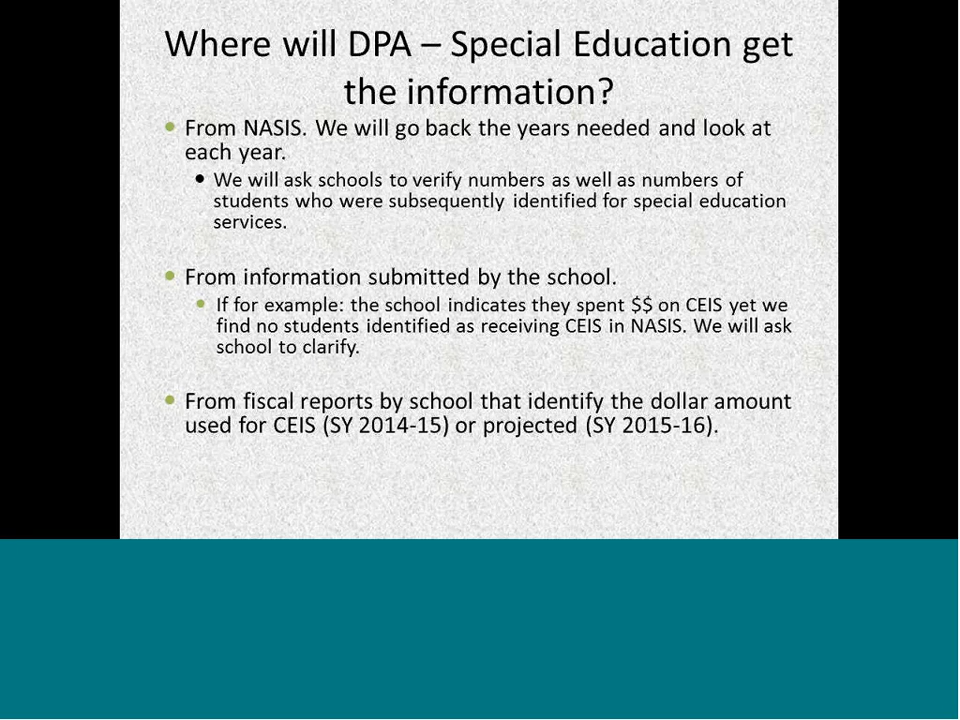 Where will DPA – Special Education get
the information?
• From NASIS. We will go back the years needed and look at
each year.
• We will ask schools to verify numbers as well as numbers of
students who were subsequently identified for special education
services.
• From information submitted by the school.
• If for example: the school indicates they spent $$ on CEIS yet we
find no students identified as receiving CEIS in NASIS. We will ask
school to clarify.
• From fiscal reports by school that identify the dollar amount
used for CEIS (SY 2014-15) or projected (SY 2015-16).